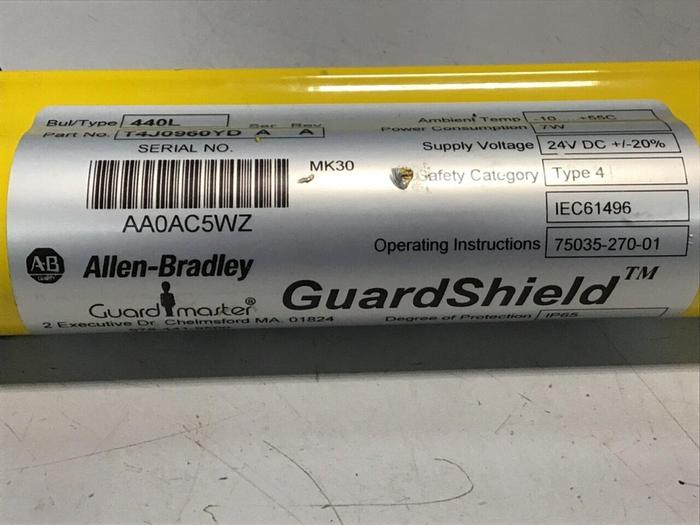 Bul/Type 440L
Ser Rev
Part No. T4J0960YD A A
SERIAL NO.
MK30
AA0AC5WZ
A-B
Allen-Bradley
Guardmaster®
2 Executive Dr. Chelmsford MA. 01824
Ambient Temp -10 ... +55C
Power Consumption 7W
Supply Voltage 24V DC +/-20%
Safety Category Type 4
IEC61496
Operating Instructions 75035-270-01
GuardShield™
Degree of Protection IP65